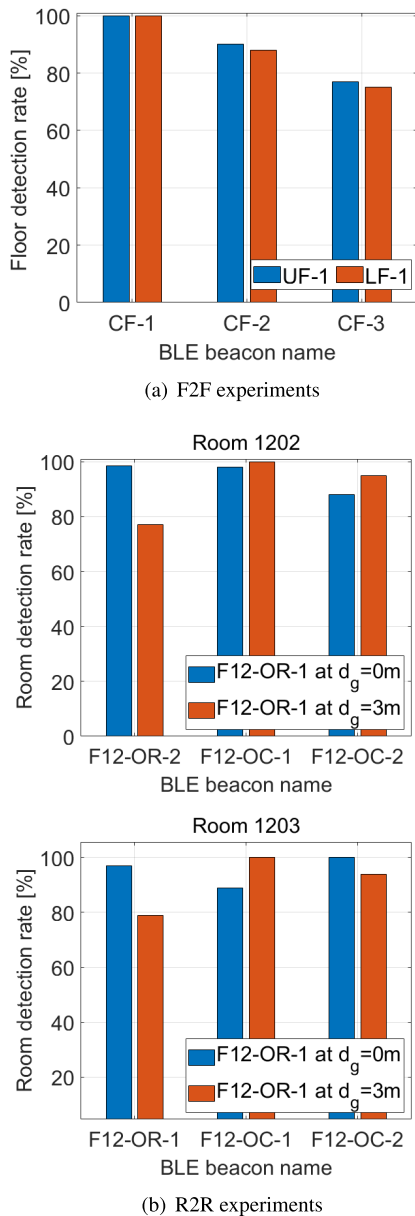 Floor detection rate [%]
100
80
60
40
20
0
UF-1 LF-1
CF-1 CF-2 CF-3
BLE beacon name
(a) F2F experiments
Room 1202
Room detection rate [%]
100
80
60
40
20
0
F12-OR-1 at d_g=0m
F12-OR-1 at d_g=3m
F12-OR-2 F12-OC-1 F12-OC-2
BLE beacon name
Room 1203
Room detection rate [%]
100
80
60
40
20
F12-OR-1 at d_g=0m
F12-OR-1 at d_g=3m
F12-OR-1 F12-OC-1 F12-OC-2
BLE beacon name
(b) R2R experiments